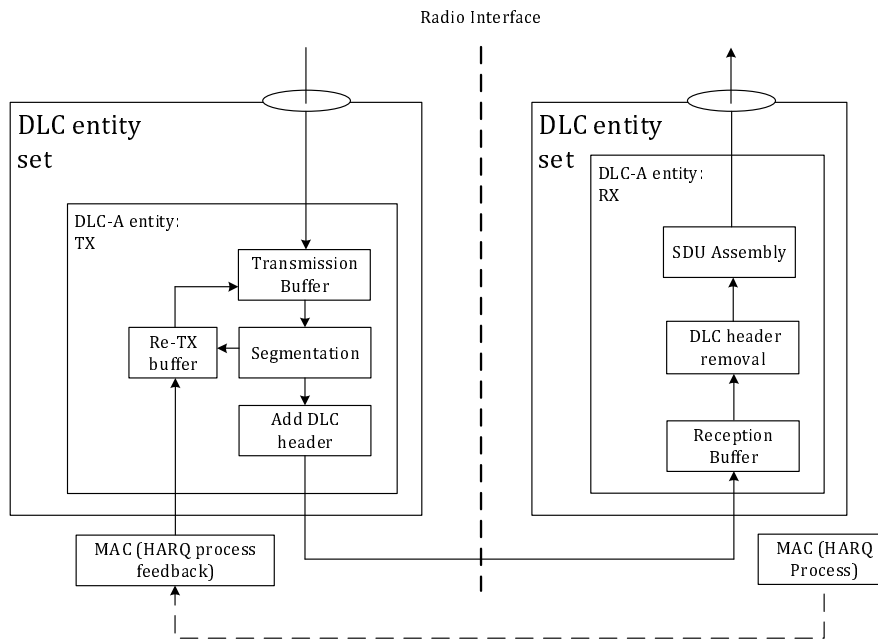 Radio Interface
DLC entity
set
DLC-A entity:
TX
Transmission
Buffer
Re-TX
buffer
Segmentation
Add DLC
header
MAC (HARQ process
feedback)
DLC entity
set
DLC-A entity:
RX
SDU Assembly
DLC header
removal
Reception
Buffer
MAC (HARQ
Process)